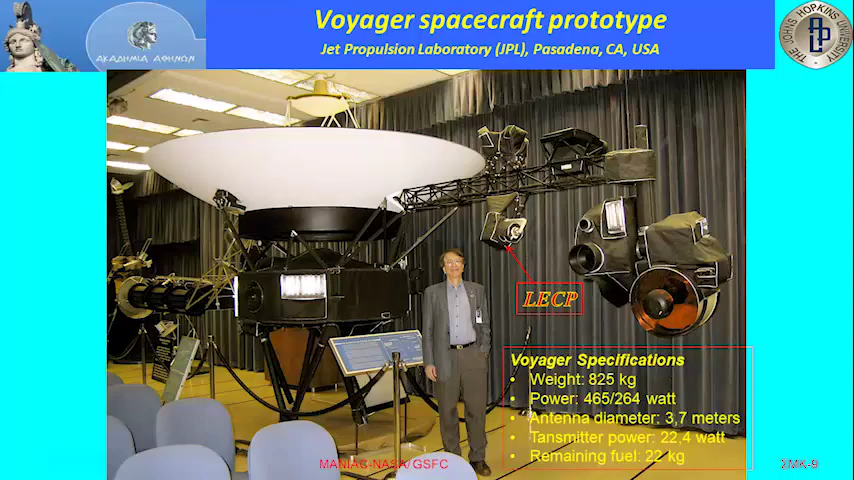 Voyager spacecraft prototype
Jet Propulsion Laboratory (JPL), Pasadena, CA, USA
ΑΚΑΔΗΜΙΑ ΑΘΗΝΩΝ
THE JOHNS HOPKINS UNIVERSITY
APL
LECP
Voyager Specifications
• Weight: 825 kg
• Power: 465/264 watt
• Antenna diameter: 3,7 meters
• Tansmitter power: 22,4 watt
• Remaining fuel: 22 kg
MANIAC-NASA/GSFC
ΣΜΚ-9